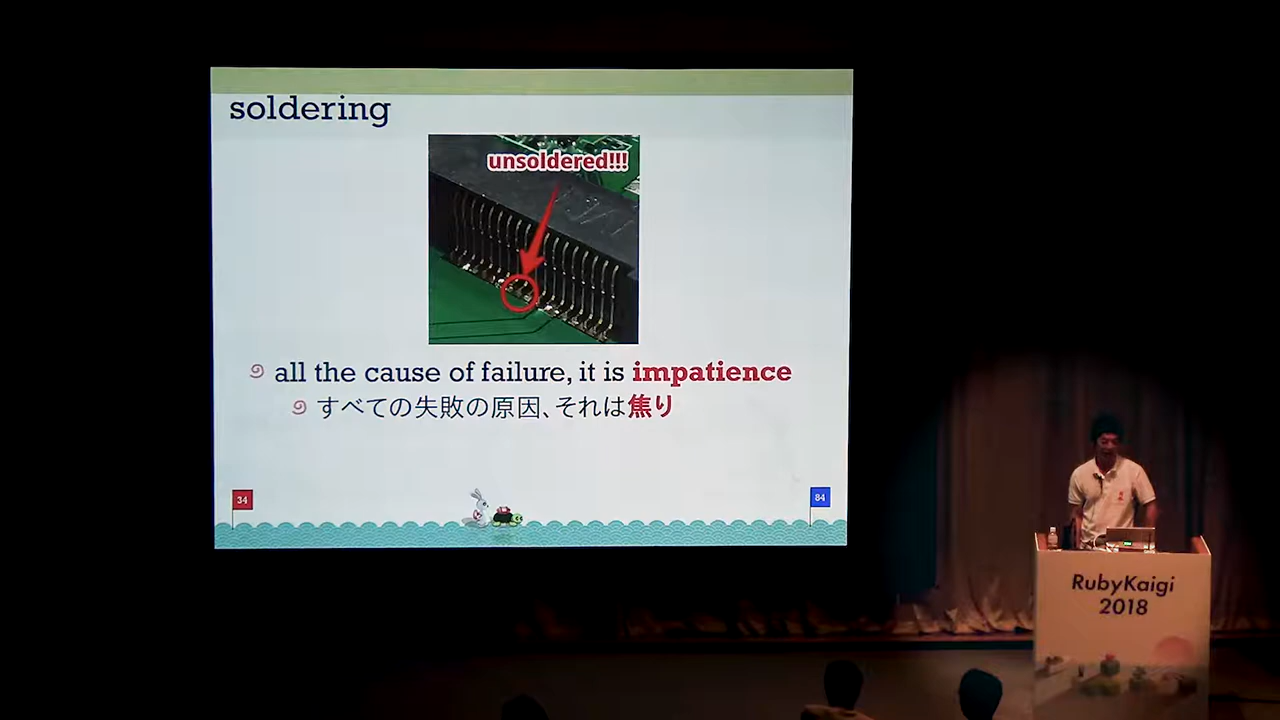 soldering
unsoldered!!!
all the cause of failure, it is impatience
すべての失敗の原因、それは焦り
34
84
RubyKaigi
2018